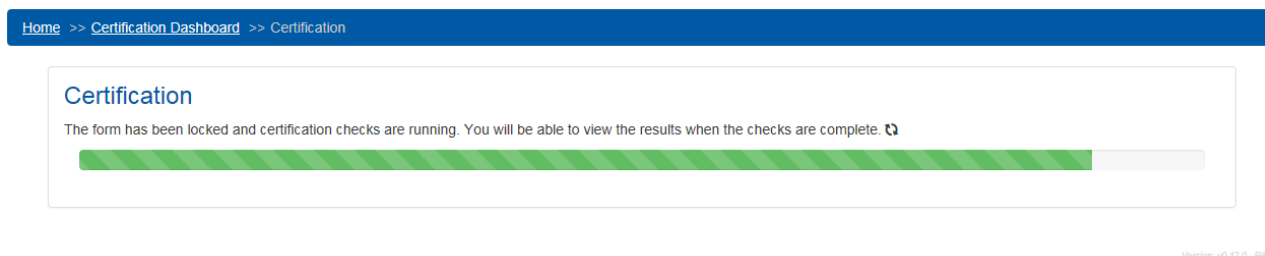 Home >> Certification Dashboard >> Certification
Certification
The form has been locked and certification checks are running. You will be able to view the results when the checks are complete.